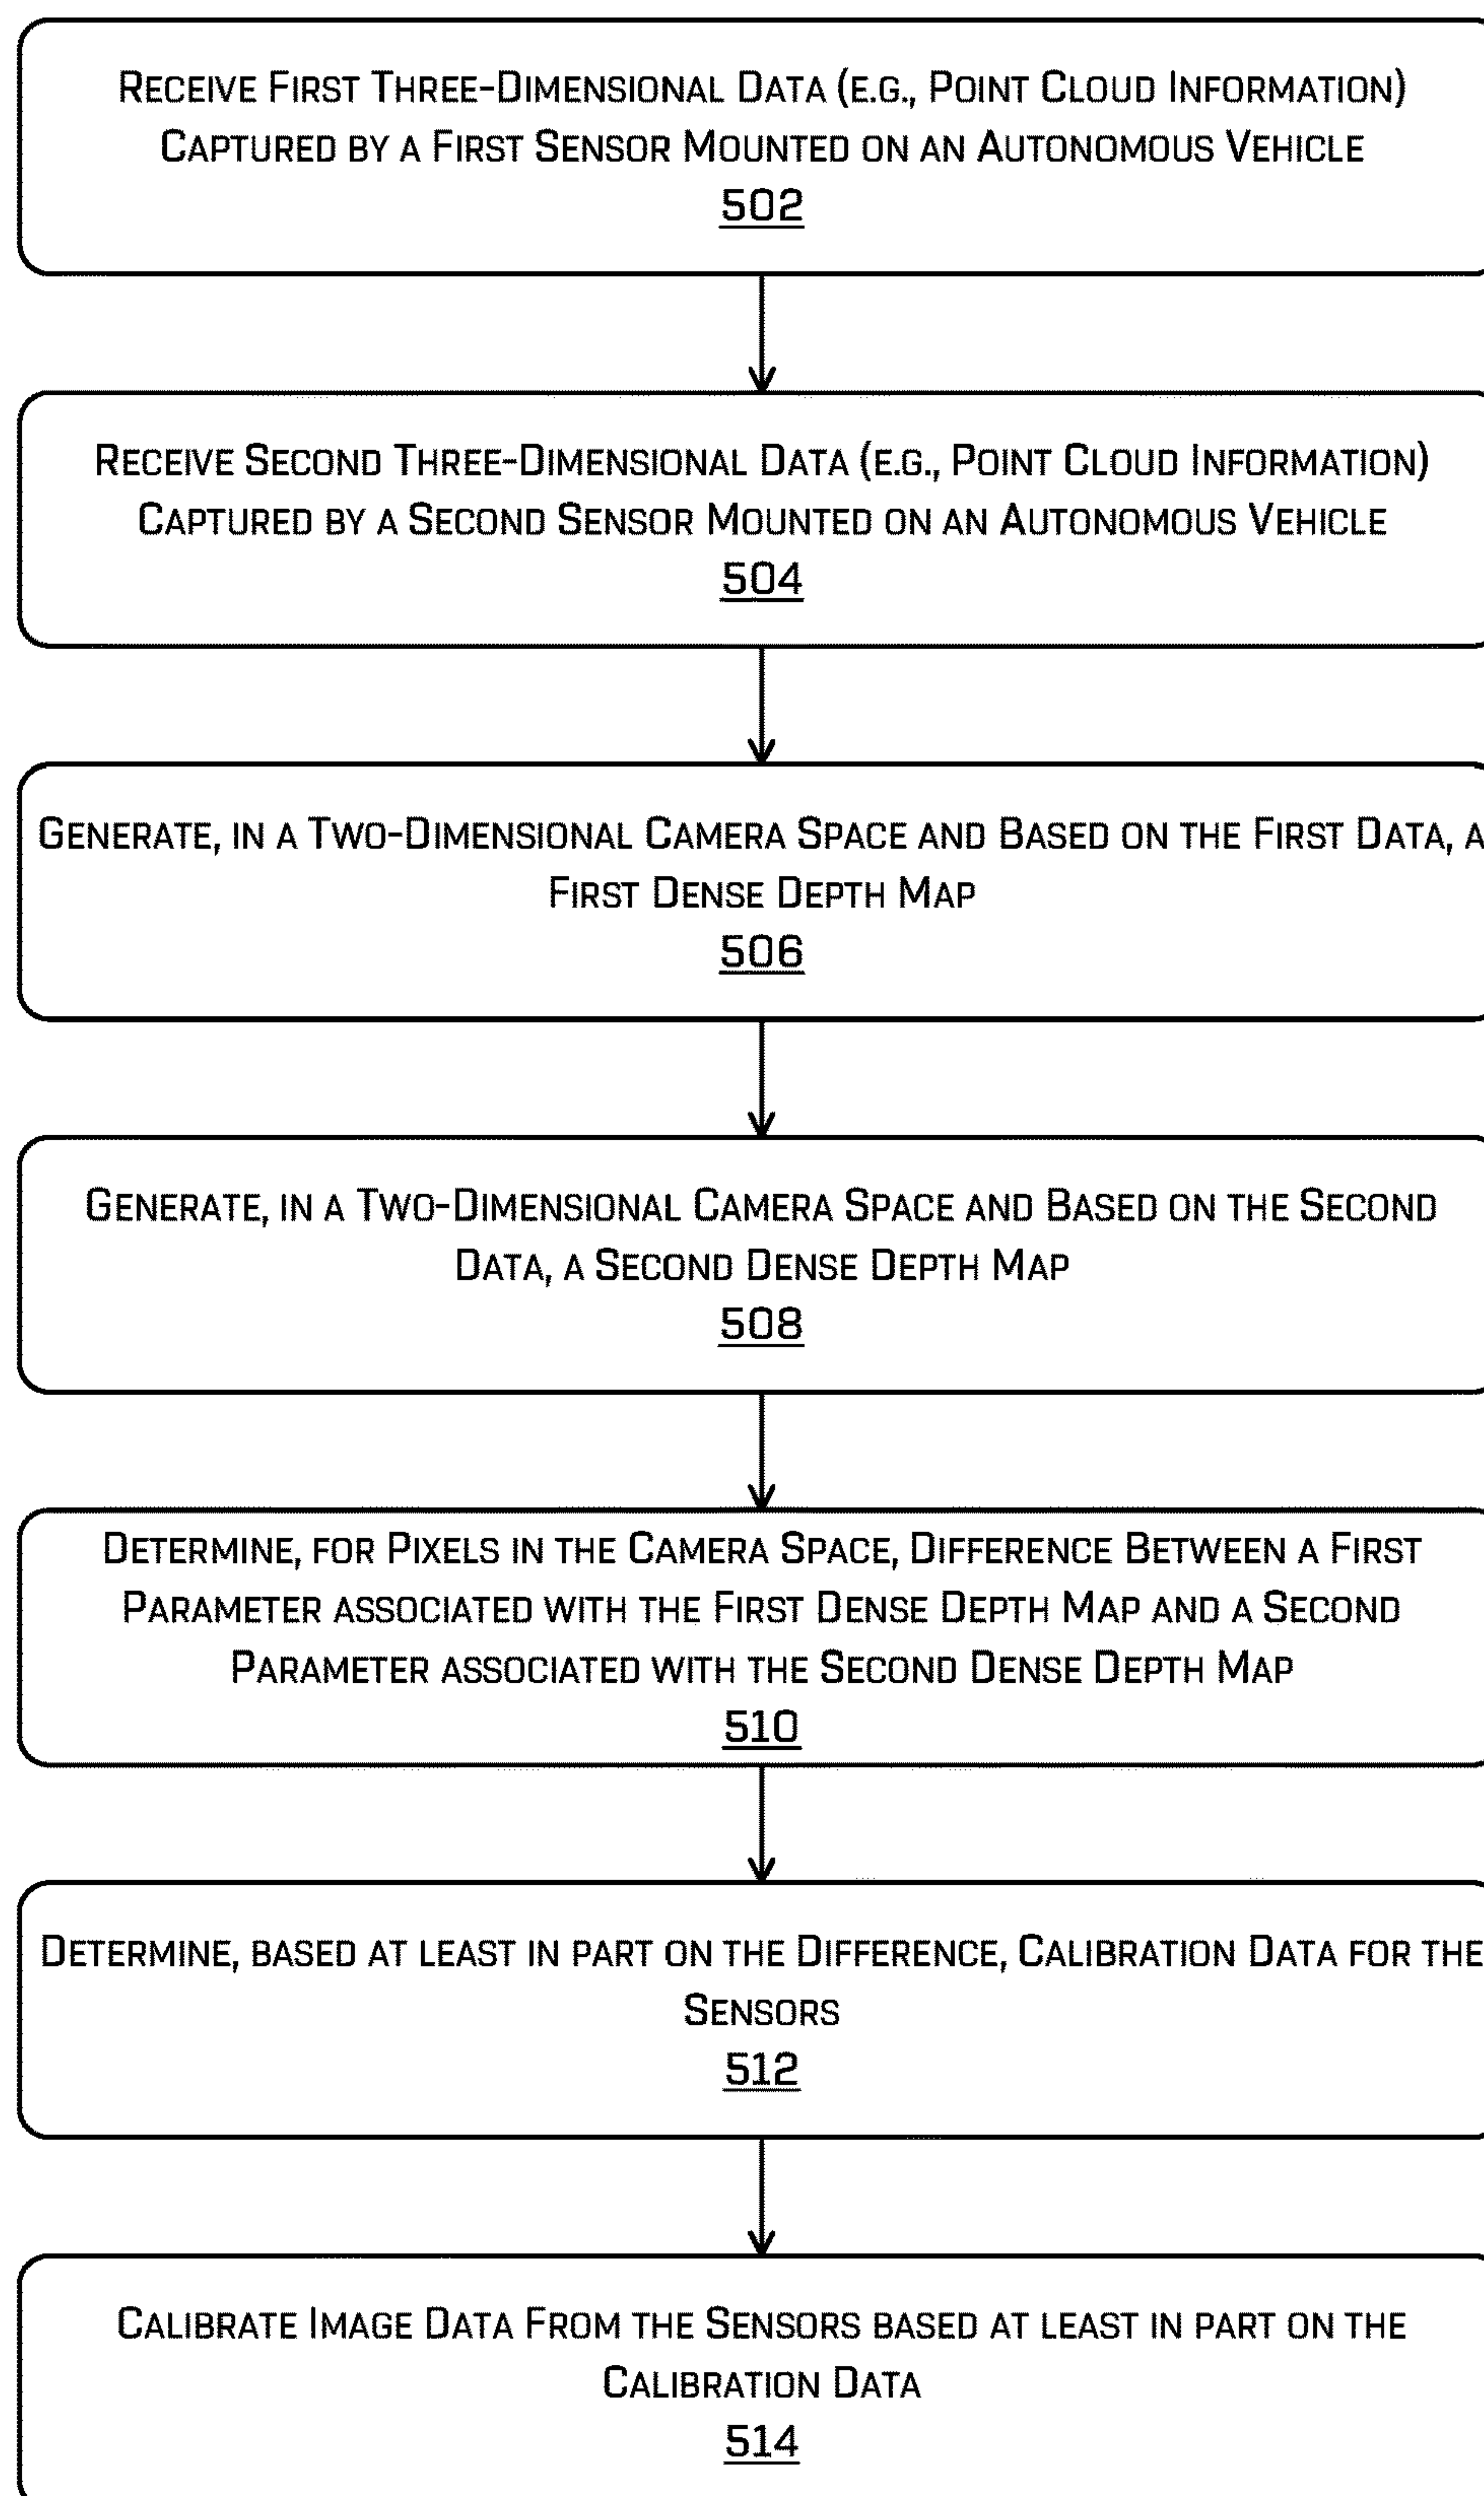 Receive First Three-Dimensional Data (e.g., Point Cloud Information)
Captured by a First Sensor Mounted on an Autonomous Vehicle
502
Receive Second Three-Dimensional Data (e.g., Point Cloud Information)
Captured by a Second Sensor Mounted on an Autonomous Vehicle
504
Generate, in a Two-Dimensional Camera Space and Based on the First Data, a
First Dense Depth Map
506
Generate, in a Two-Dimensional Camera Space and Based on the Second
Data, a Second Dense Depth Map
508
Determine, for Pixels in the Camera Space, Difference Between a First
Parameter associated with the First Dense Depth Map and a Second
Parameter associated with the Second Dense Depth Map
510
Determine, based at least in part on the Difference, Calibration Data for the
Sensors
512
Calibrate Image Data From the Sensors based at least in part on the
Calibration Data
514